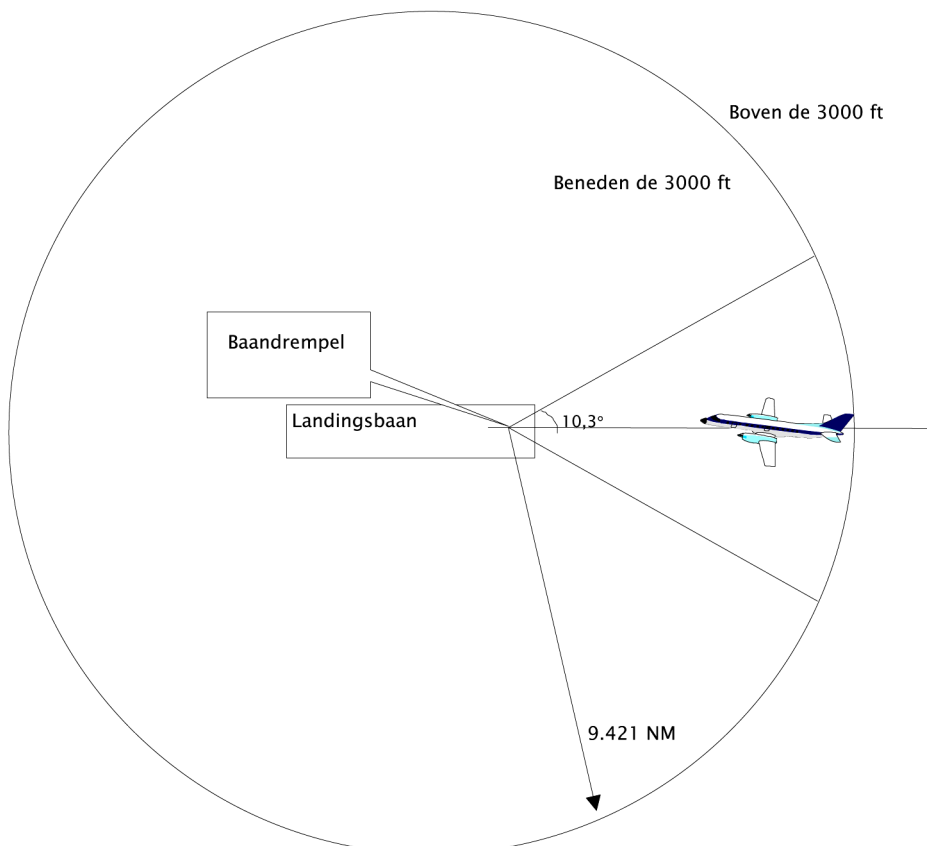 Boven de 3000 ft
Beneden de 3000 ft
Baandrempel
Landingsbaan
10,3°
9.421 NM